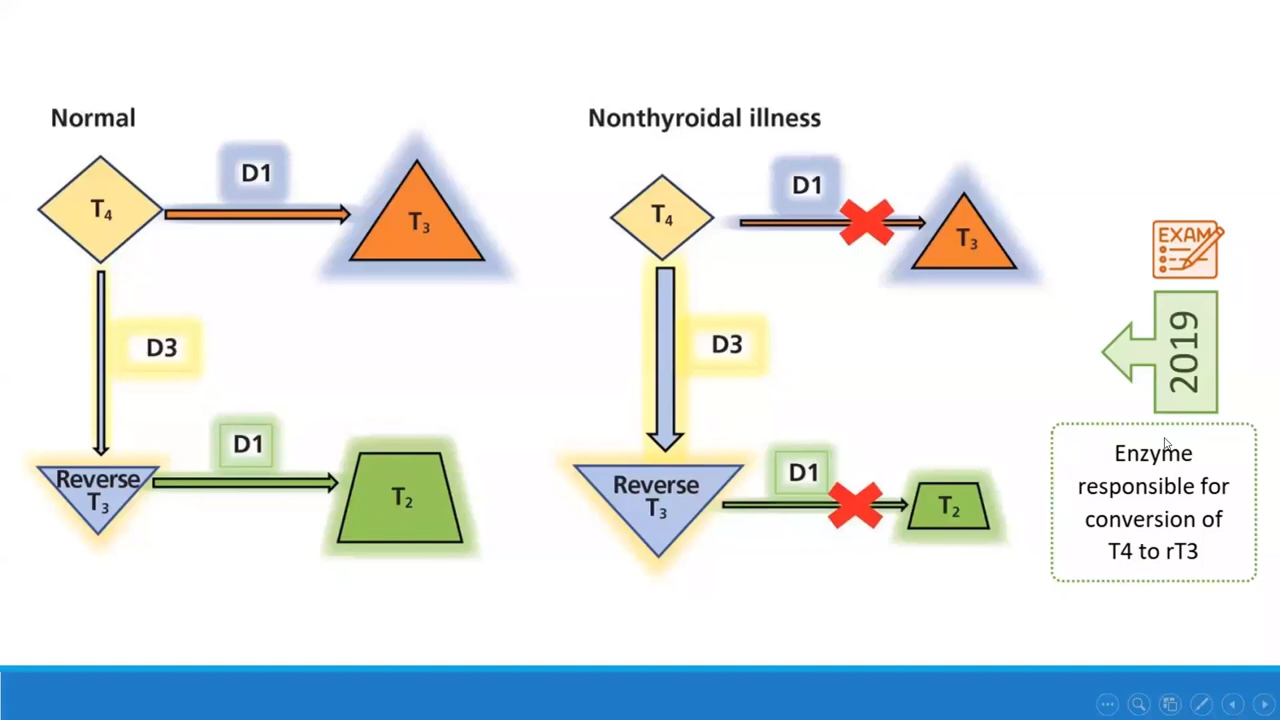 Normal
Nonthyroidal illness
T4
D1
T3
D3
Reverse
T3
D1
T2
T4
D1
T3
D3
Reverse
T3
D1
T2
EXAM
2019
Enzyme
responsible for
conversion of
T4 to rT3